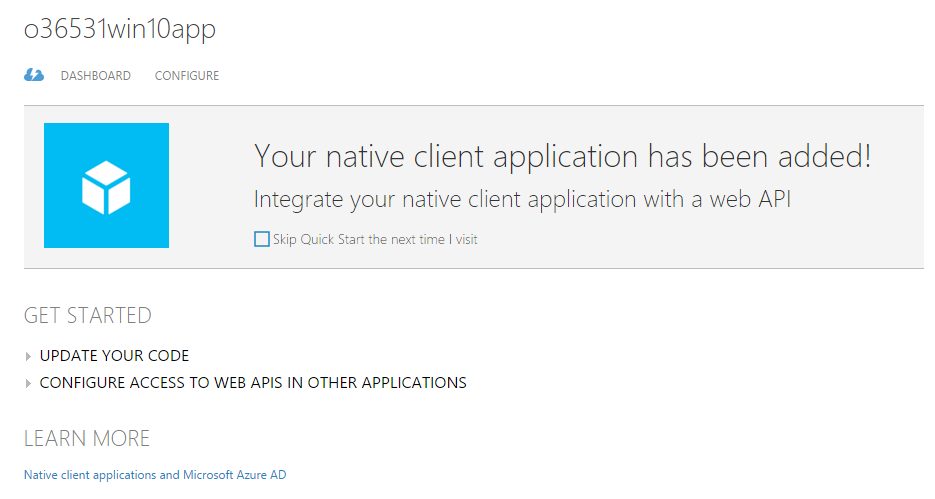 o36531win10app
DASHBOARD CONFIGURE
Your native client application has been added!
Integrate your native client application with a web API
Skip Quick Start the next time I visit
GET STARTED
UPDATE YOUR CODE
CONFIGURE ACCESS TO WEB APIS IN OTHER APPLICATIONS
LEARN MORE
Native client applications and Microsoft Azure AD